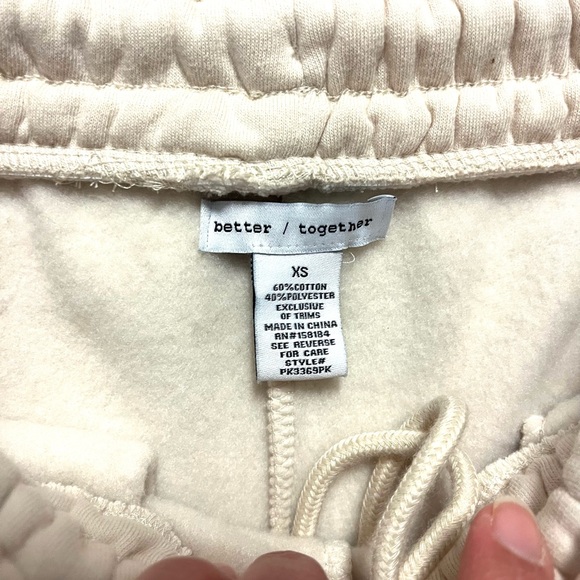 better / together
XS
60%COTTON
40%POLYESTER
EXCLUSIVE
OF TRIMS
MADE IN CHINA
RN#158184
SEE REVERSE
FOR CARE
STYLE#
PK3369PK